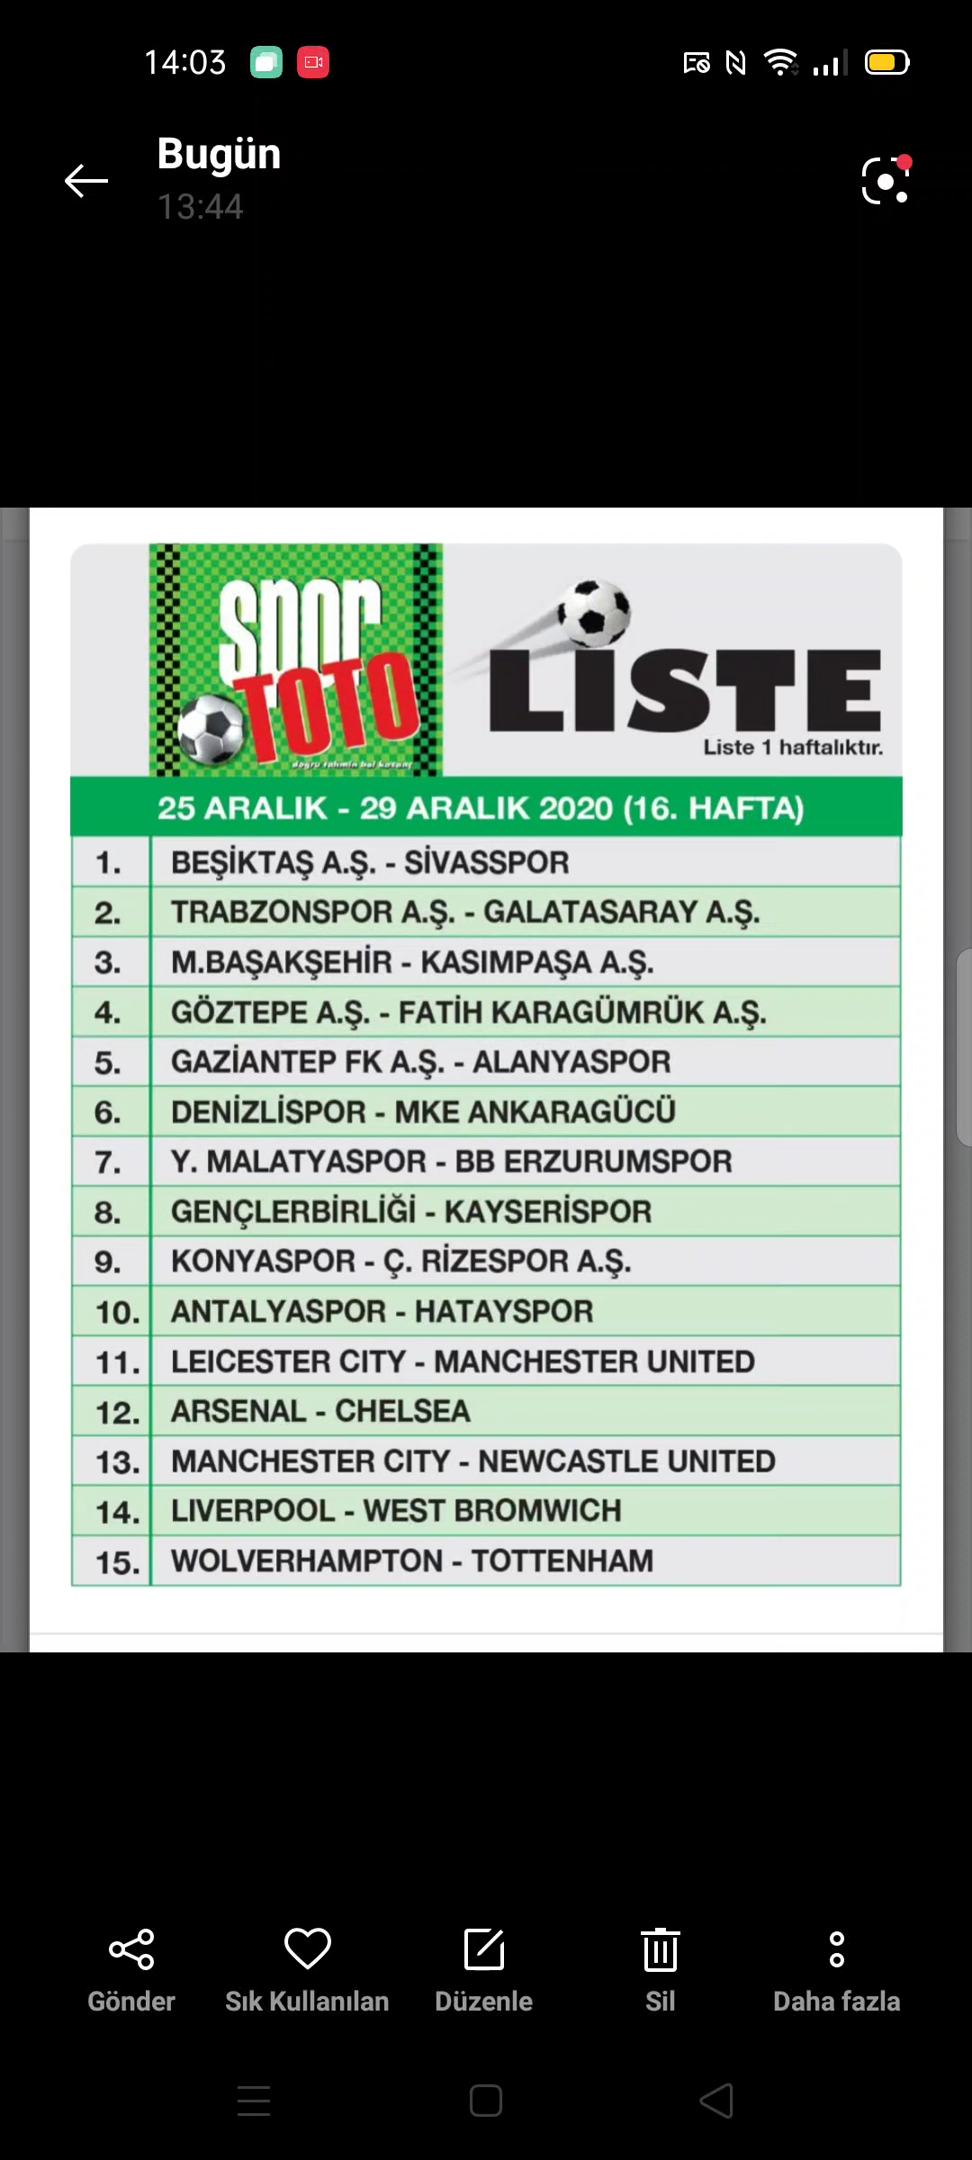 14:03
Bugün
13:44
spor
TOTO
doğru tahmin bol kazanç
LİSTE
Liste 1 haftalıktır.
25 ARALIK - 29 ARALIK 2020 (16. HAFTA)
1. BEŞİKTAŞ A.Ş. - SİVASSPOR
2. TRABZONSPOR A.Ş. - GALATASARAY A.Ş.
3. M.BAŞAKŞEHİR - KASIMPAŞA A.Ş.
4. GÖZTEPE A.Ş. - FATİH KARAGÜMRÜK A.Ş.
5. GAZİANTEP FK A.Ş. - ALANYASPOR
6. DENİZLİSPOR - MKE ANKARAGÜCÜ
7. Y. MALATYASPOR - BB ERZURUMSPOR
8. GENÇLERBİRLİĞİ - KAYSERİSPOR
9. KONYASPOR - Ç. RİZESPOR A.Ş.
10. ANTALYASPOR - HATAYSPOR
11. LEICESTER CITY - MANCHESTER UNITED
12. ARSENAL - CHELSEA
13. MANCHESTER CITY - NEWCASTLE UNITED
14. LIVERPOOL - WEST BROMWICH
15. WOLVERHAMPTON - TOTTENHAM
Gönder Sık Kullanılan Düzenle Sil Daha fazla